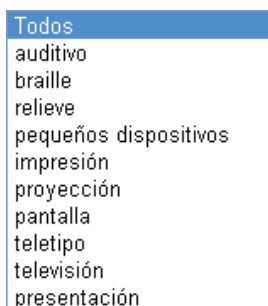 Todos
auditivo
braille
relieve
pequeños dispositivos
impresión
proyección
pantalla
teletipo
televisión
presentación